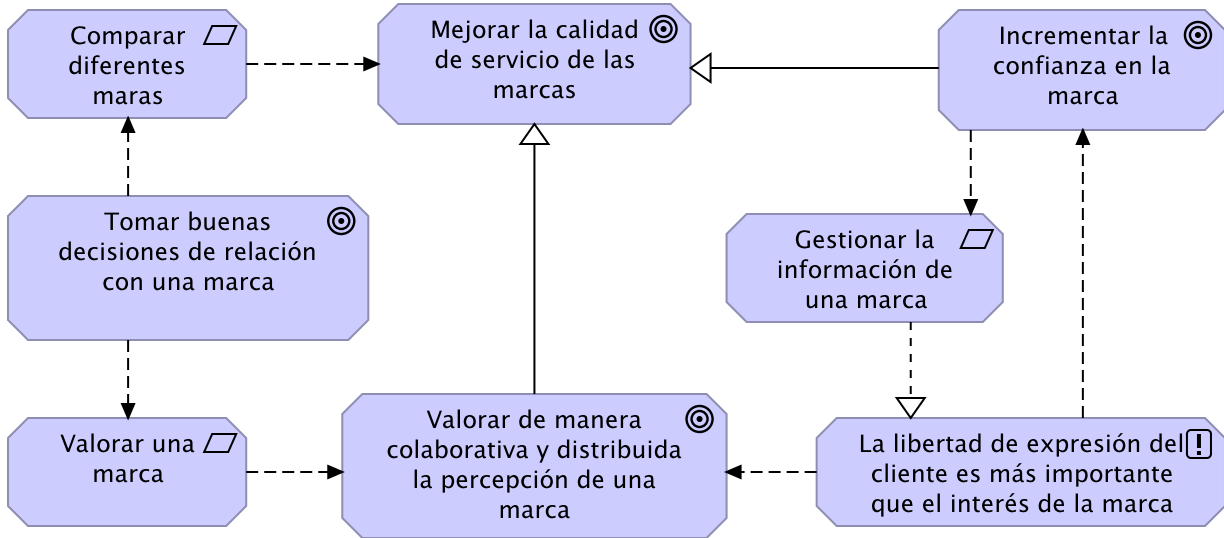 Comparar
diferentes
maras
Mejorar la calidad
de servicio de las
marcas
Incrementar la
confianza en la
marca
Tomar buenas
decisiones de relación
con una marca
Gestionar la
información de
una marca
Valorar una
marca
Valorar de manera
colaborativa y distribuida
la percepción de una
marca
La libertad de expresión del
cliente es más importante
que el interés de la marca